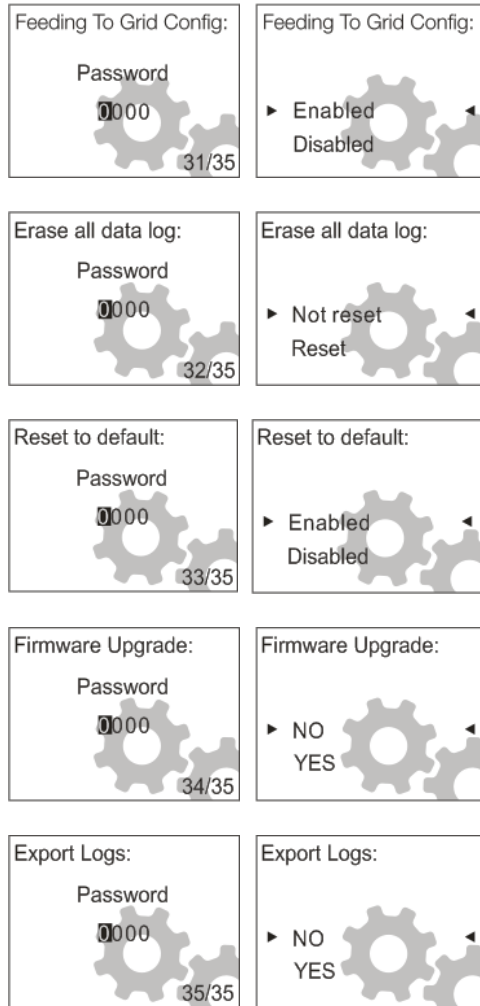 Feeding To Grid Config:
Password
0000
31/35
Feeding To Grid Config:
► Enabled ◄
Disabled
Erase all data log:
Password
0000
32/35
Erase all data log:
► Not reset ◄
Reset
Reset to default:
Password
0000
33/35
Reset to default:
► Enabled ◄
Disabled
Firmware Upgrade:
Password
0000
34/35
Firmware Upgrade:
► NO ◄
YES
Export Logs:
Password
0000
35/35
Export Logs:
► NO ◄
YES